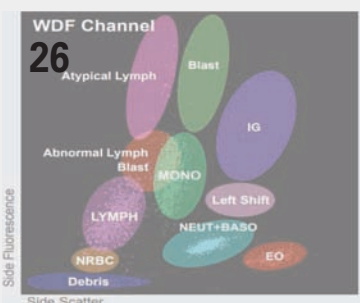 WDF Channel
26
Atypical Lymph
Blast
IG
Abnormal Lymph
Blast
MONO
Left Shift
LYMPH
NEUT+BASO
NRBC
EO
Debris
Side Fluorescence
Side Scatter